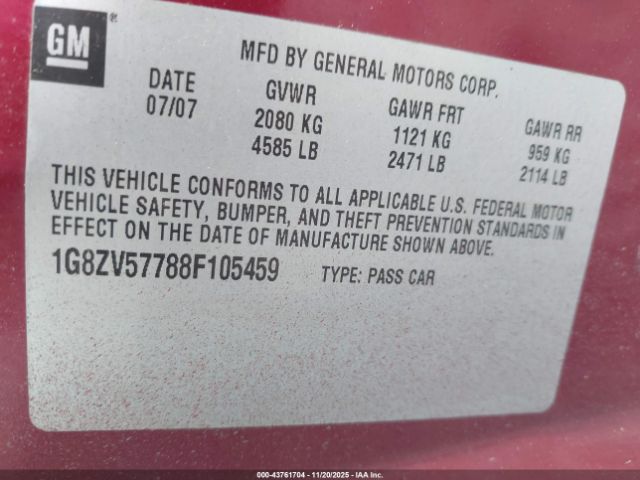 GM ®
MFD BY GENERAL MOTORS CORP.
DATE GVWR GAWR FRT GAWR RR
07/07 2080 KG 1121 KG 959 KG
4585 LB 2471 LB 2114 LB
THIS VEHICLE CONFORMS TO ALL APPLICABLE U.S. FEDERAL MOTOR
VEHICLE SAFETY, BUMPER, AND THEFT PREVENTION STANDARDS IN
EFFECT ON THE DATE OF MANUFACTURE SHOWN ABOVE.
1G8ZV57788F105459 TYPE: PASS CAR
000-43761704 - 11/20/2025 - IAA Inc.